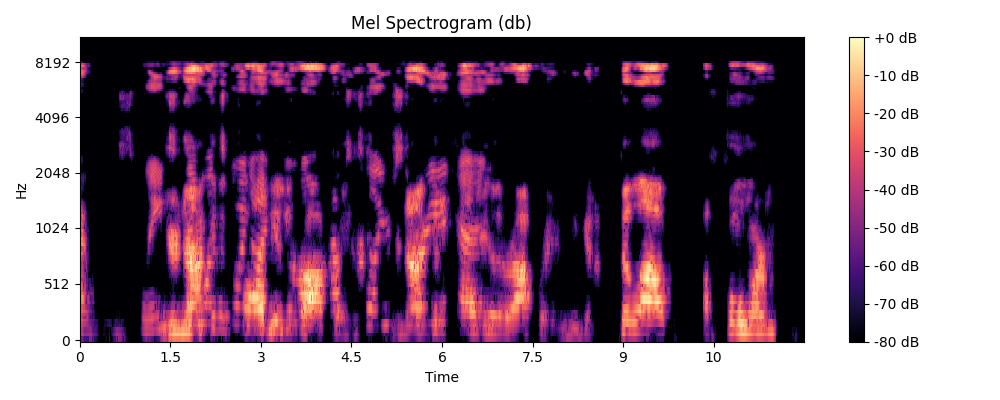 Mel Spectrogram (db)
8192
4096
2048
1024
512
0
Hz
0 1.5 3 4.5 6 7.5 9 10
Time
+0 dB
-10 dB
-20 dB
-30 dB
-40 dB
-50 dB
-60 dB
-70 dB
-80 dB